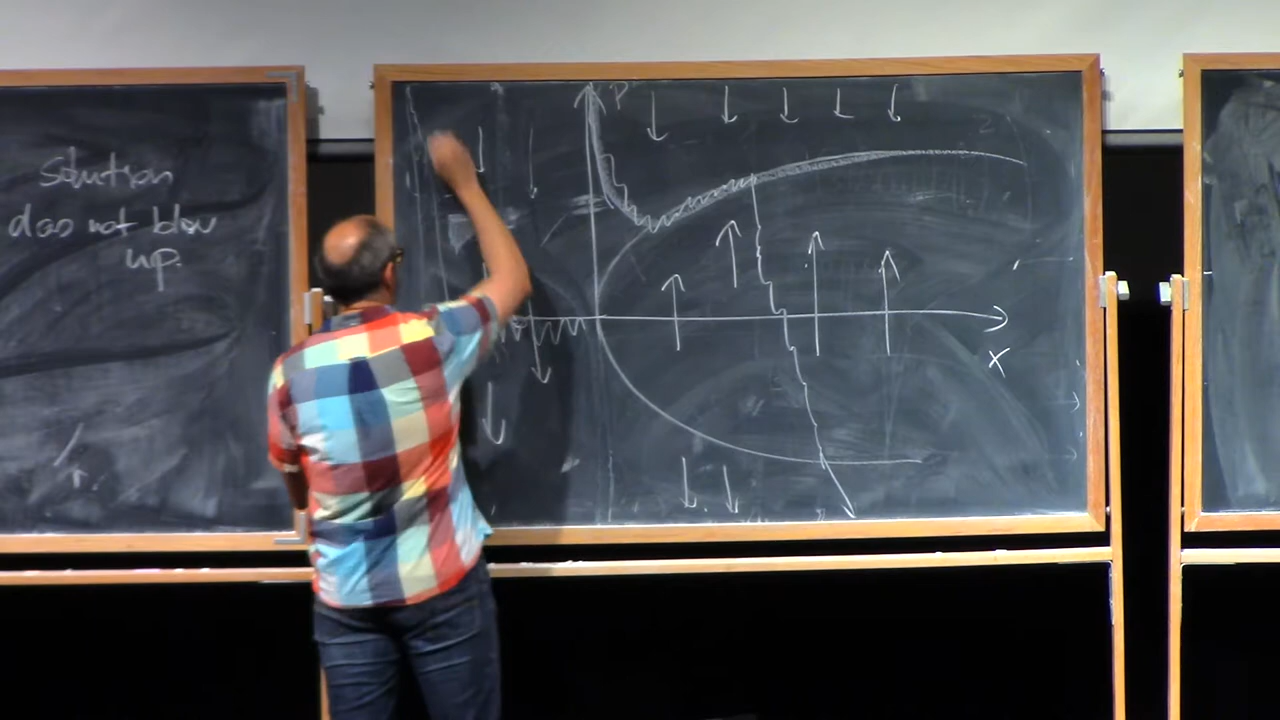 solution
does not blow
up.
P
x